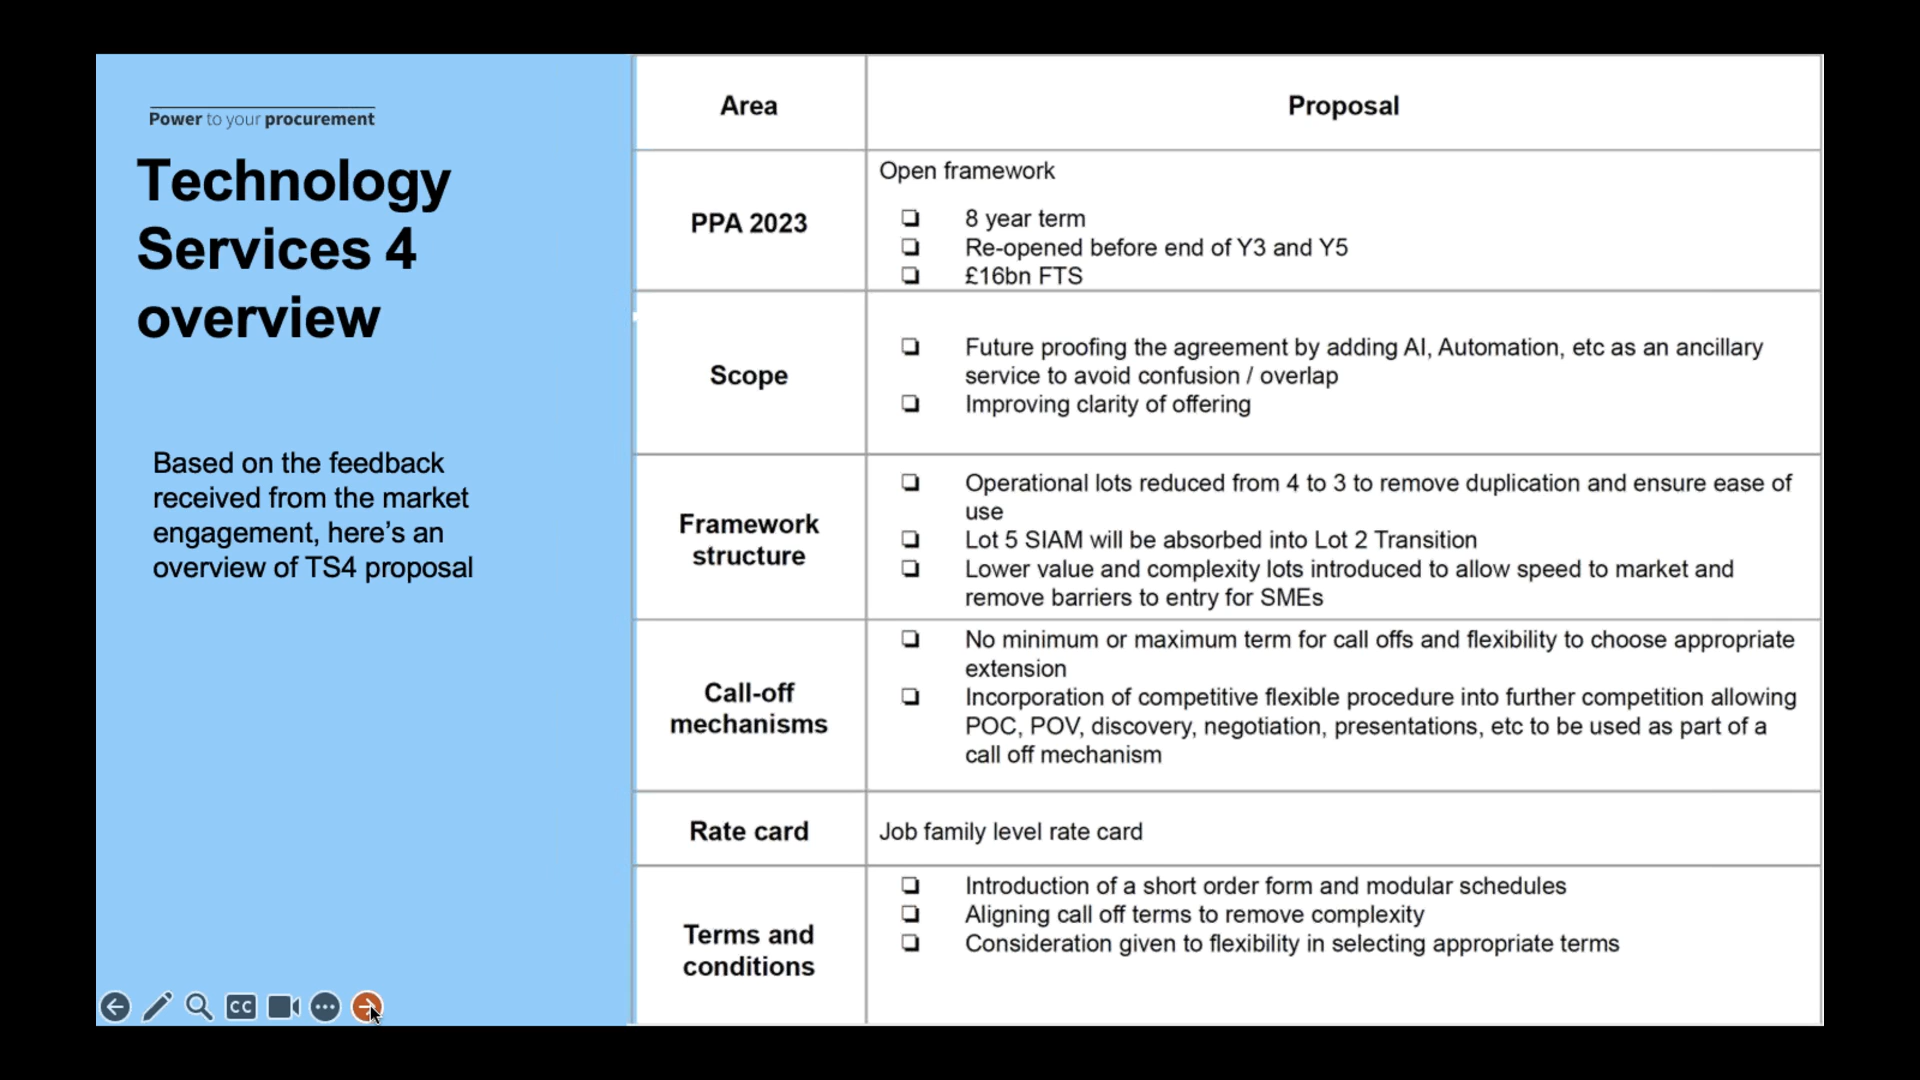 Power to your procurement
Technology
Services 4
overview
Based on the feedback
received from the market
engagement, here's an
overview of TS4 proposal
Area
Proposal
PPA 2023
Open framework
❏ 8 year term
❏ Re-opened before end of Y3 and Y5
❏ £16bn FTS
Scope
❏ Future proofing the agreement by adding AI, Automation, etc as an ancillary
service to avoid confusion / overlap
❏ Improving clarity of offering
Framework
structure
❏ Operational lots reduced from 4 to 3 to remove duplication and ensure ease of
use
❏ Lot 5 SIAM will be absorbed into Lot 2 Transition
❏ Lower value and complexity lots introduced to allow speed to market and
remove barriers to entry for SMEs
Call-off
mechanisms
❏ No minimum or maximum term for call offs and flexibility to choose appropriate
extension
❏ Incorporation of competitive flexible procedure into further competition allowing
POC, POV, discovery, negotiation, presentations, etc to be used as part of a
call off mechanism
Rate card
Job family level rate card
Terms and
conditions
❏ Introduction of a short order form and modular schedules
❏ Aligning call off terms to remove complexity
❏ Consideration given to flexibility in selecting appropriate terms
CC